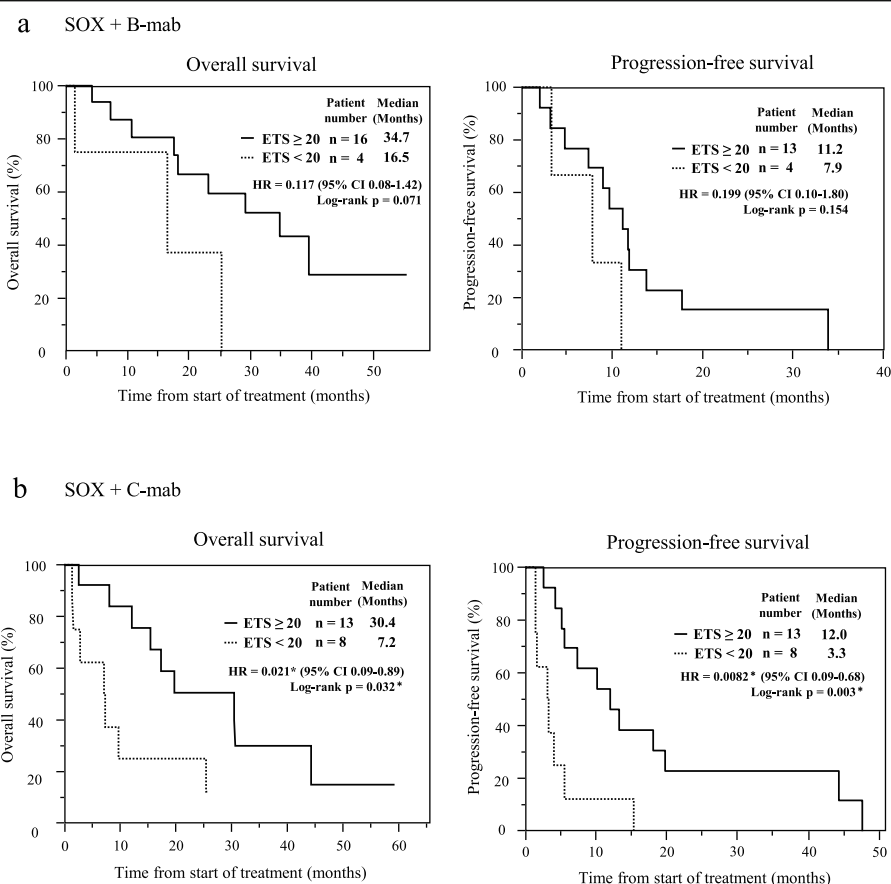 a SOX + B-mab
Overall survival
Overall survival (%)
100
80
60
40
20
0
Patient Median
number (Months)
ETS ≥ 20 n = 16 34.7
ETS < 20 n = 4 16.5
HR = 0.117 (95% CI 0.08-1.42)
Log-rank p = 0.071
0 10 20 30 40 50
Time from start of treatment (months)
Progression-free survival
Progression-free survival (%)
100
80
60
40
20
0
Patient Median
number (Months)
ETS ≥ 20 n = 13 11.2
ETS < 20 n = 4 7.9
HR = 0.199 (95% CI 0.10-1.80)
Log-rank p = 0.154
0 10 20 30 40
Time from start of treatment (months)
b SOX + C-mab
Overall survival
Overall survival (%)
100
80
60
40
20
0
Patient Median
number (Months)
ETS ≥ 20 n = 13 30.4
ETS < 20 n = 8 7.2
HR = 0.021* (95% CI 0.09-0.89)
Log-rank p = 0.032*
0 10 20 30 40 50 60
Time from start of treatment (months)
Progression-free survival
Progression-free survival (%)
100
80
60
40
20
0
Patient Median
number (Months)
ETS ≥ 20 n = 13 12.0
ETS < 20 n = 8 3.3
HR = 0.0082* (95% CI 0.09-0.68)
Log-rank p = 0.003*
0 10 20 30 40 50
Time from start of treatment (months)